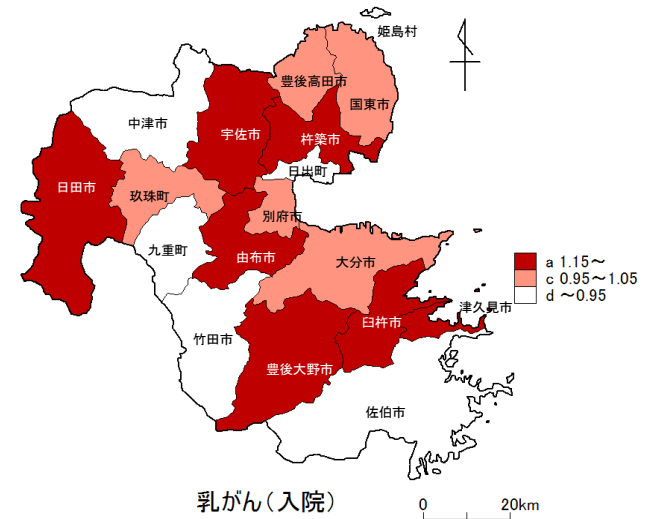 姫島村
豊後高田市
国東市
中津市
宇佐市
杵築市
日出町
日田市
玖珠町
別府市
九重町
由布市
大分市
a 1.15～
c 0.95～1.05
d ～0.95
津久見市
臼杵市
竹田市
豊後大野市
佐伯市
乳がん（入院）
0 20km